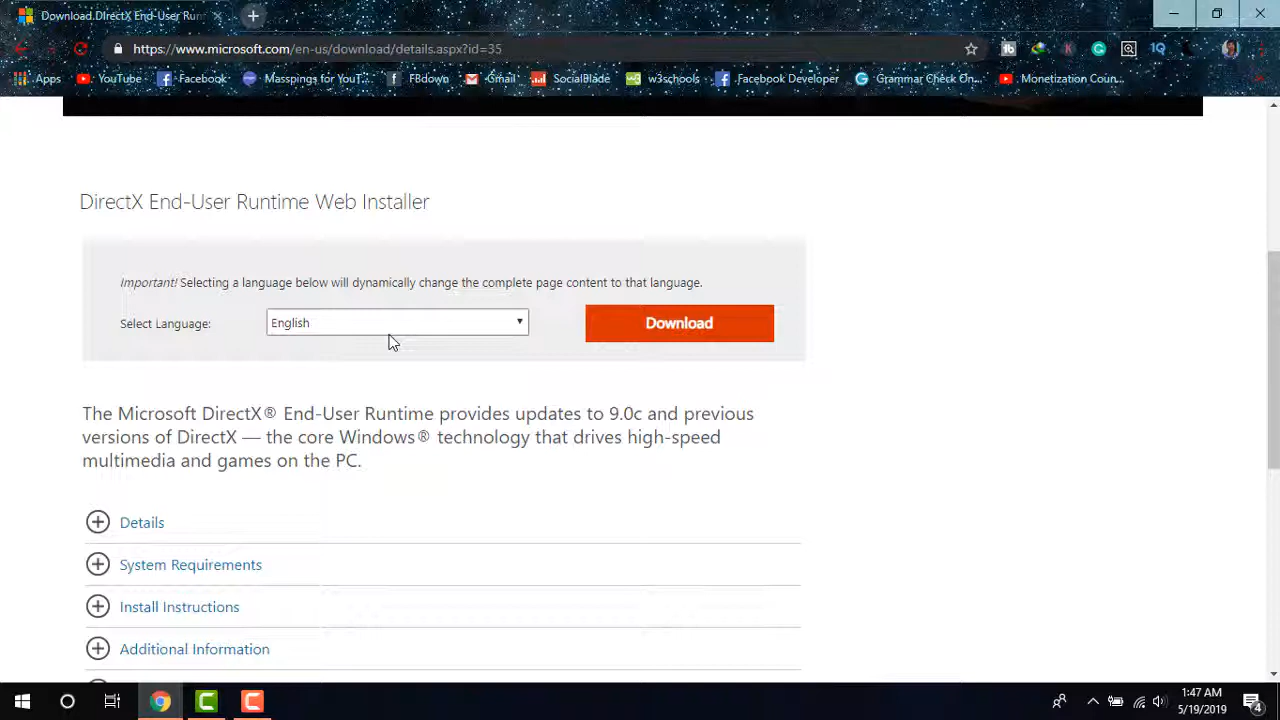 Download DirectX End-User Run
https://www.microsoft.com/en-us/download/details.aspx?id=35
Apps
YouTube
Facebook
Masspings for YouT...
FBdown
Gmail
SocialBlade
w3schools
Facebook Developer
Grammar Check On...
Monetization Coun...
DirectX End-User Runtime Web Installer
Important! Selecting a language below will dynamically change the complete page content to that language.
Select Language:
English
Download
The Microsoft DirectX® End-User Runtime provides updates to 9.0c and previous
versions of DirectX — the core Windows® technology that drives high-speed
multimedia and games on the PC.
Details
System Requirements
Install Instructions
Additional Information
1:47 AM
5/19/2019
4